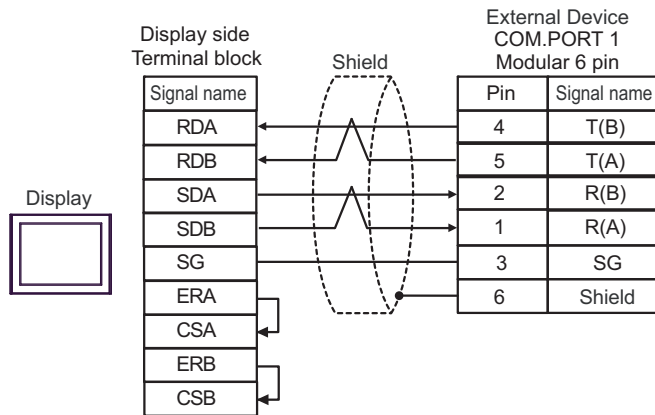 Display side
Terminal block
Shield
External Device
COM.PORT 1
Modular 6 pin
Signal name
Pin Signal name
RDA
4 T(B)
RDB
5 T(A)
SDA
2 R(B)
SDB
1 R(A)
SG
3 SG
ERA
6 Shield
CSA
ERB
CSB
Display